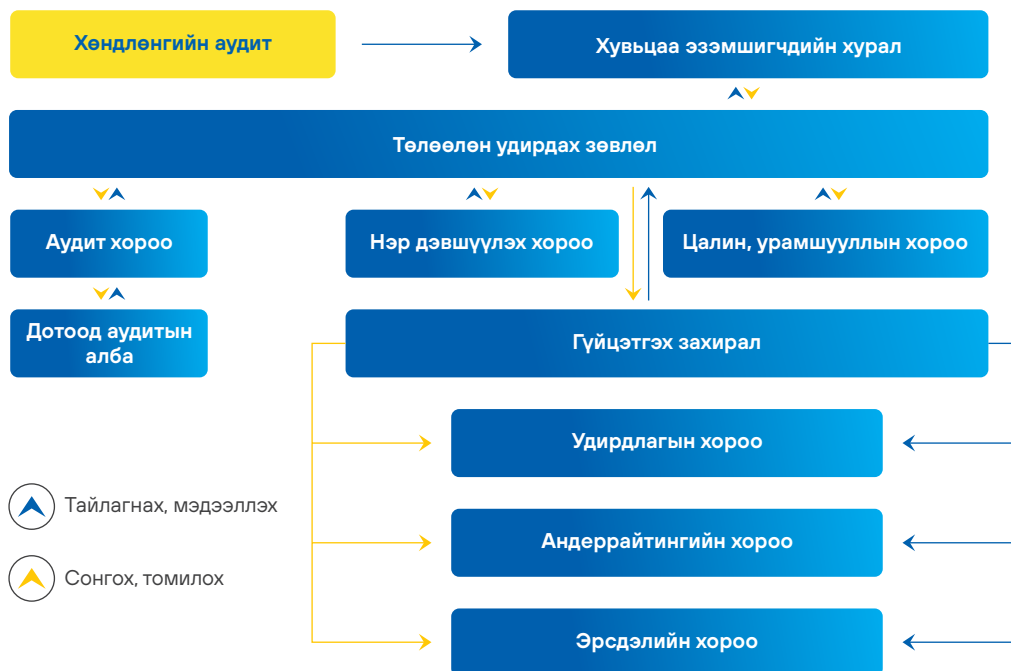 Хөндлөнгийн аудит
Хувьцаа эзэмшигчдийн хурал
Төлөөлөн удирдах зөвлөл
Аудит хороо
Нэр дэвшүүлэх хороо
Цалин, урамшууллын хороо
Дотоод аудитын
алба
Гүйцэтгэх захирал
Удирдлагын хороо
Тайлагнах, мэдээллэх
Андеррайтингийн хороо
Сонгох, томилох
Эрсдэлийн хороо